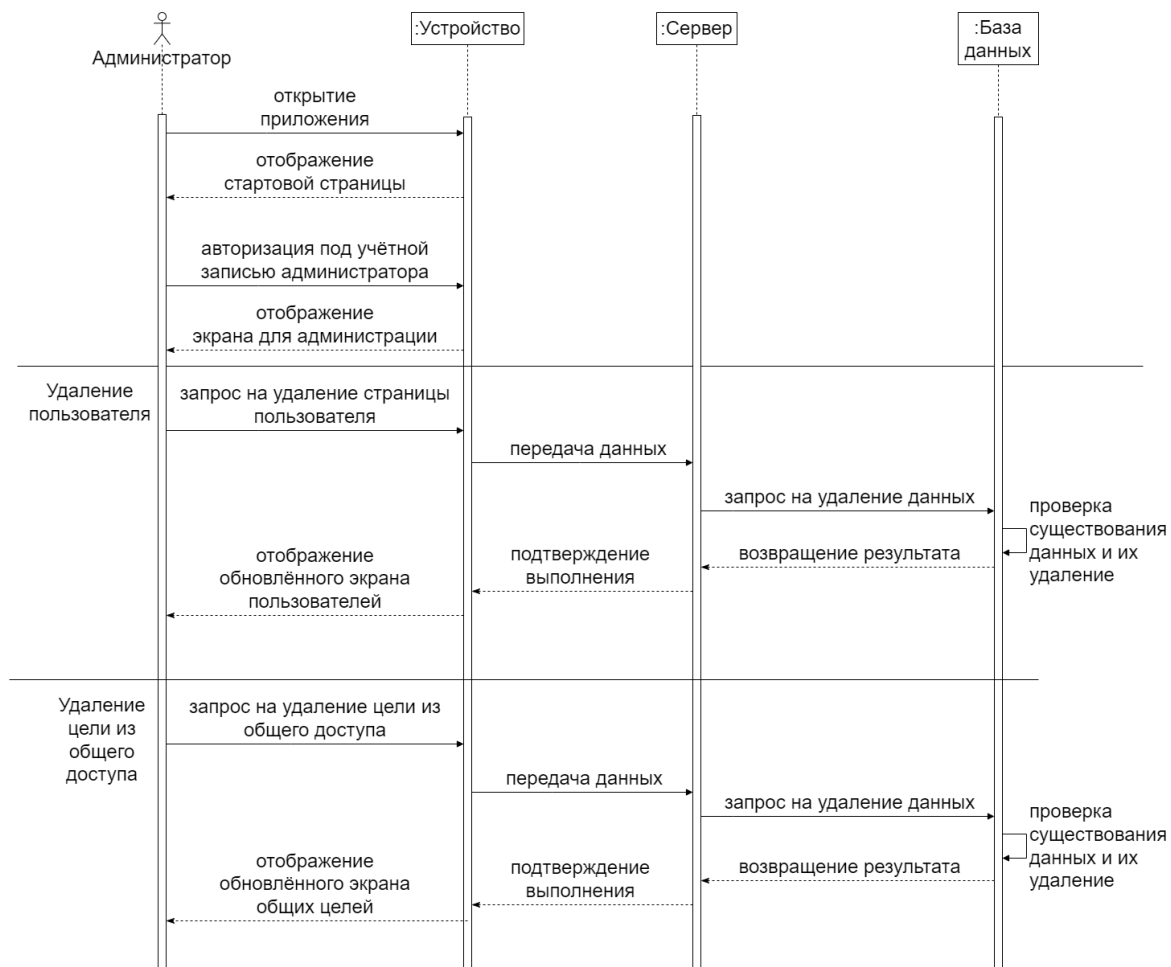 Администратор
:Устройство
:Сервер
:База
данных
открытие
приложения
отображение
стартовой страницы
авторизация под учётной
записью администратора
отображение
экрана для администрации
Удаление
пользователя
запрос на удаление страницы
пользователя
передача данных
запрос на удаление данных
проверка
существования
данных и их
удаление
возвращение результата
подтверждение
выполнения
отображение
обновлённого экрана
пользователей
Удаление
цели из
общего
доступа
запрос на удаление цели из
общего доступа
передача данных
запрос на удаление данных
проверка
существования
данных и их
удаление
возвращение результата
подтверждение
выполнения
отображение
обновлённого экрана
общих целей